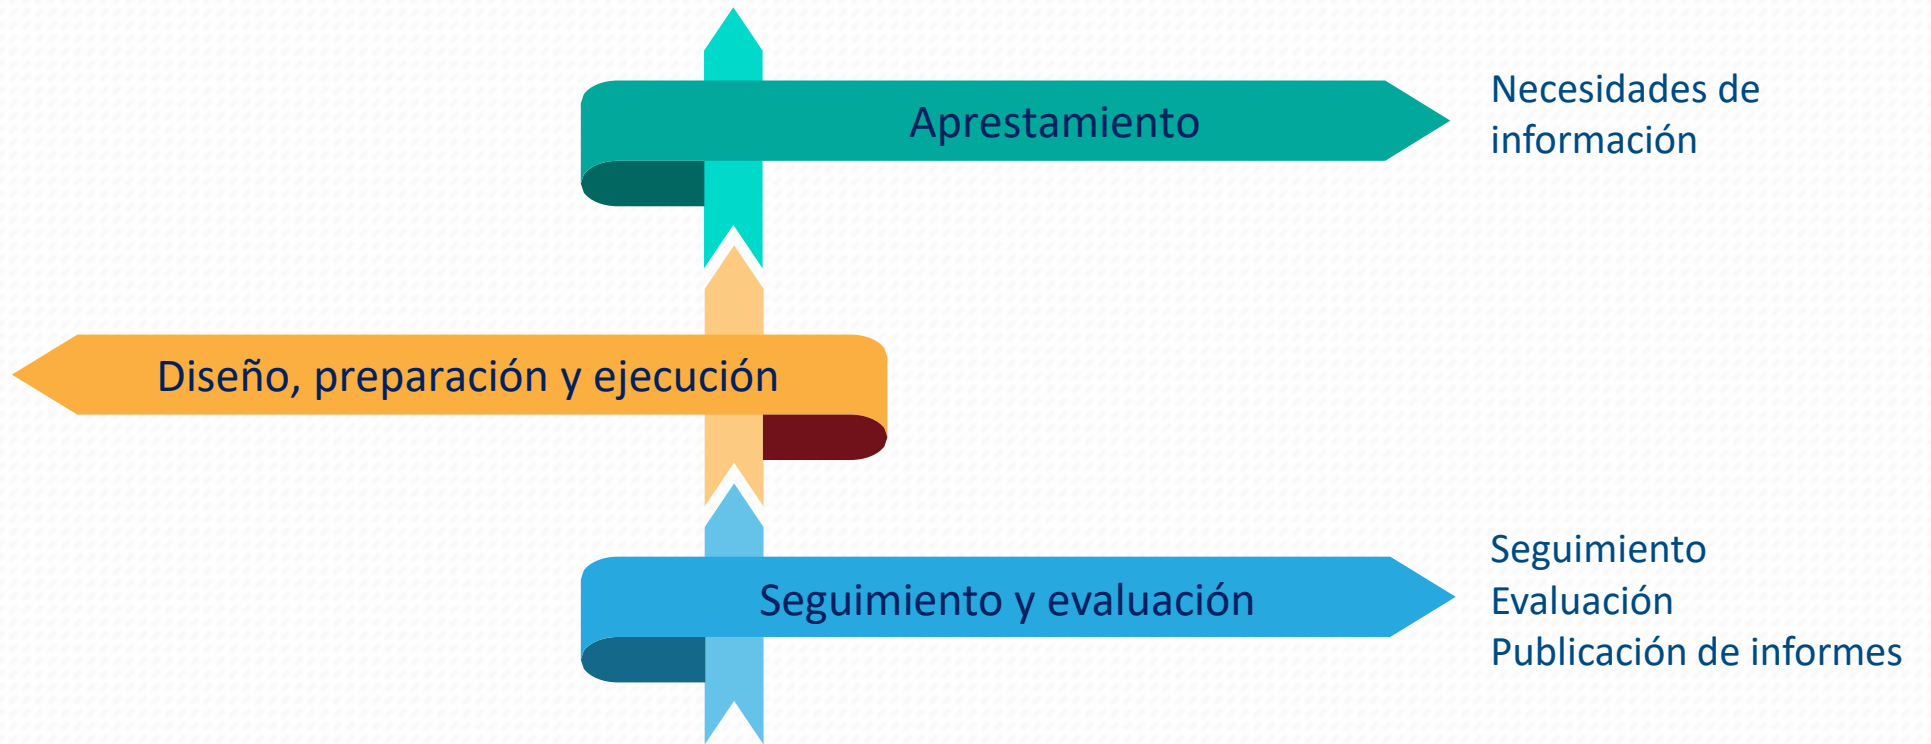 Aprestamiento
Necesidades de
información
Diseño, preparación y ejecución
Seguimiento y evaluación
Seguimiento
Evaluación
Publicación de informes